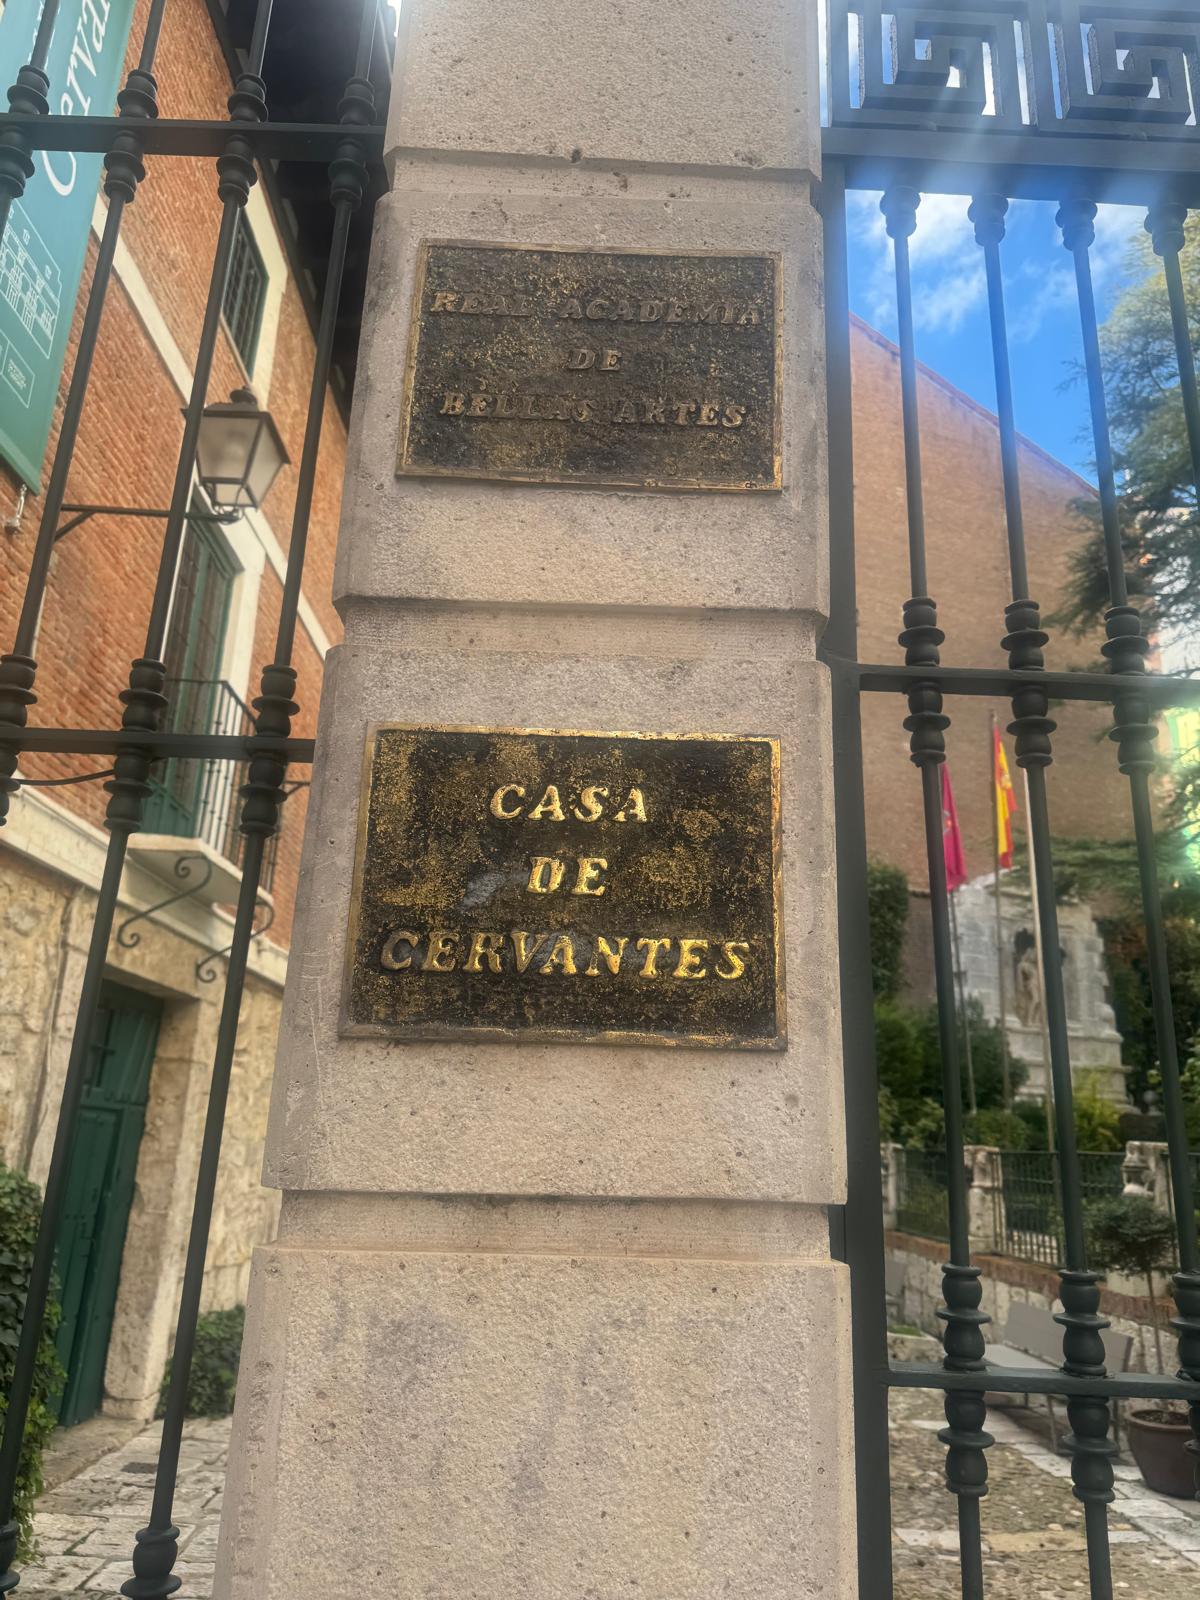 REAL ACADEMIA
DE
BELLAS ARTES
CASA
DE
CERVANTES